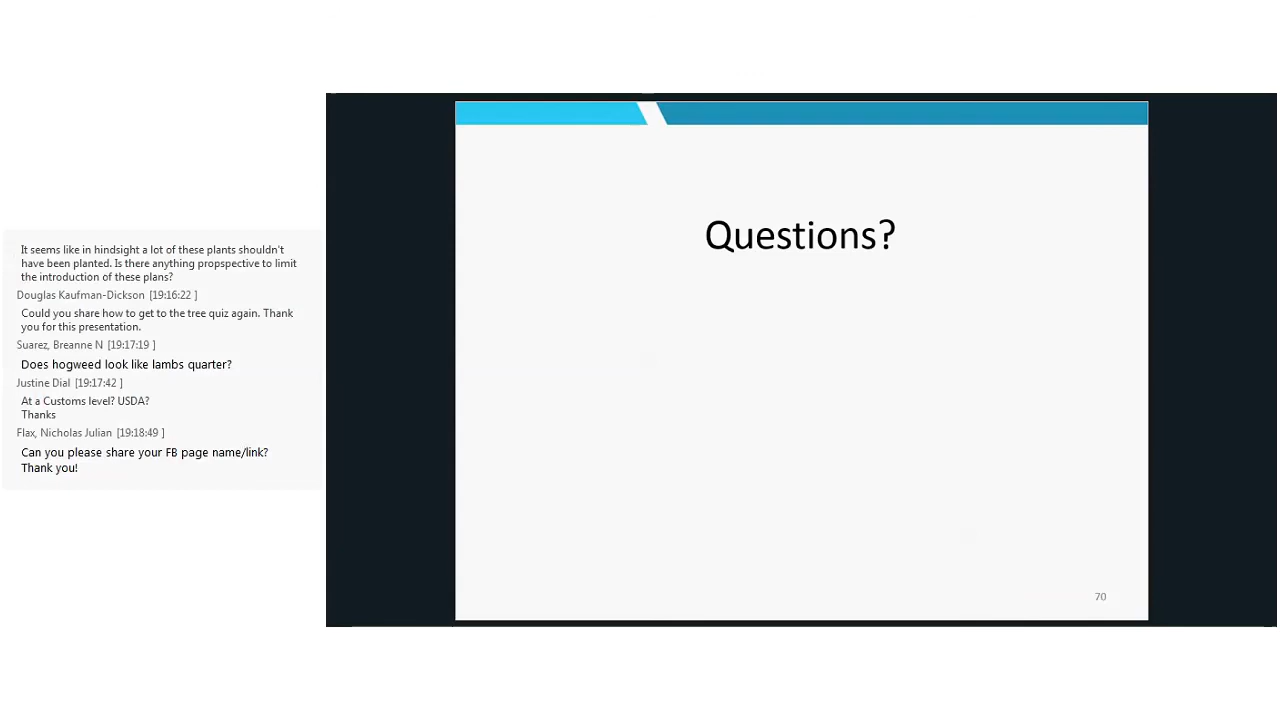 It seems like in hindsight a lot of these plants shouldn't
have been planted. Is there anything propspective to limit
the introduction of these plans?
Douglas Kaufman-Dickson [19:16:22 ]
Could you share how to get to the tree quiz again. Thank
you for this presentation.
Suarez, Breanne N [19:17:19 ]
Does hogweed look like lambs quarter?
Justine Dial [19:17:42 ]
At a Customs level? USDA?
Thanks
Flax, Nicholas Julian [19:18:49 ]
Can you please share your FB page name/link?
Thank you!
Questions?
70